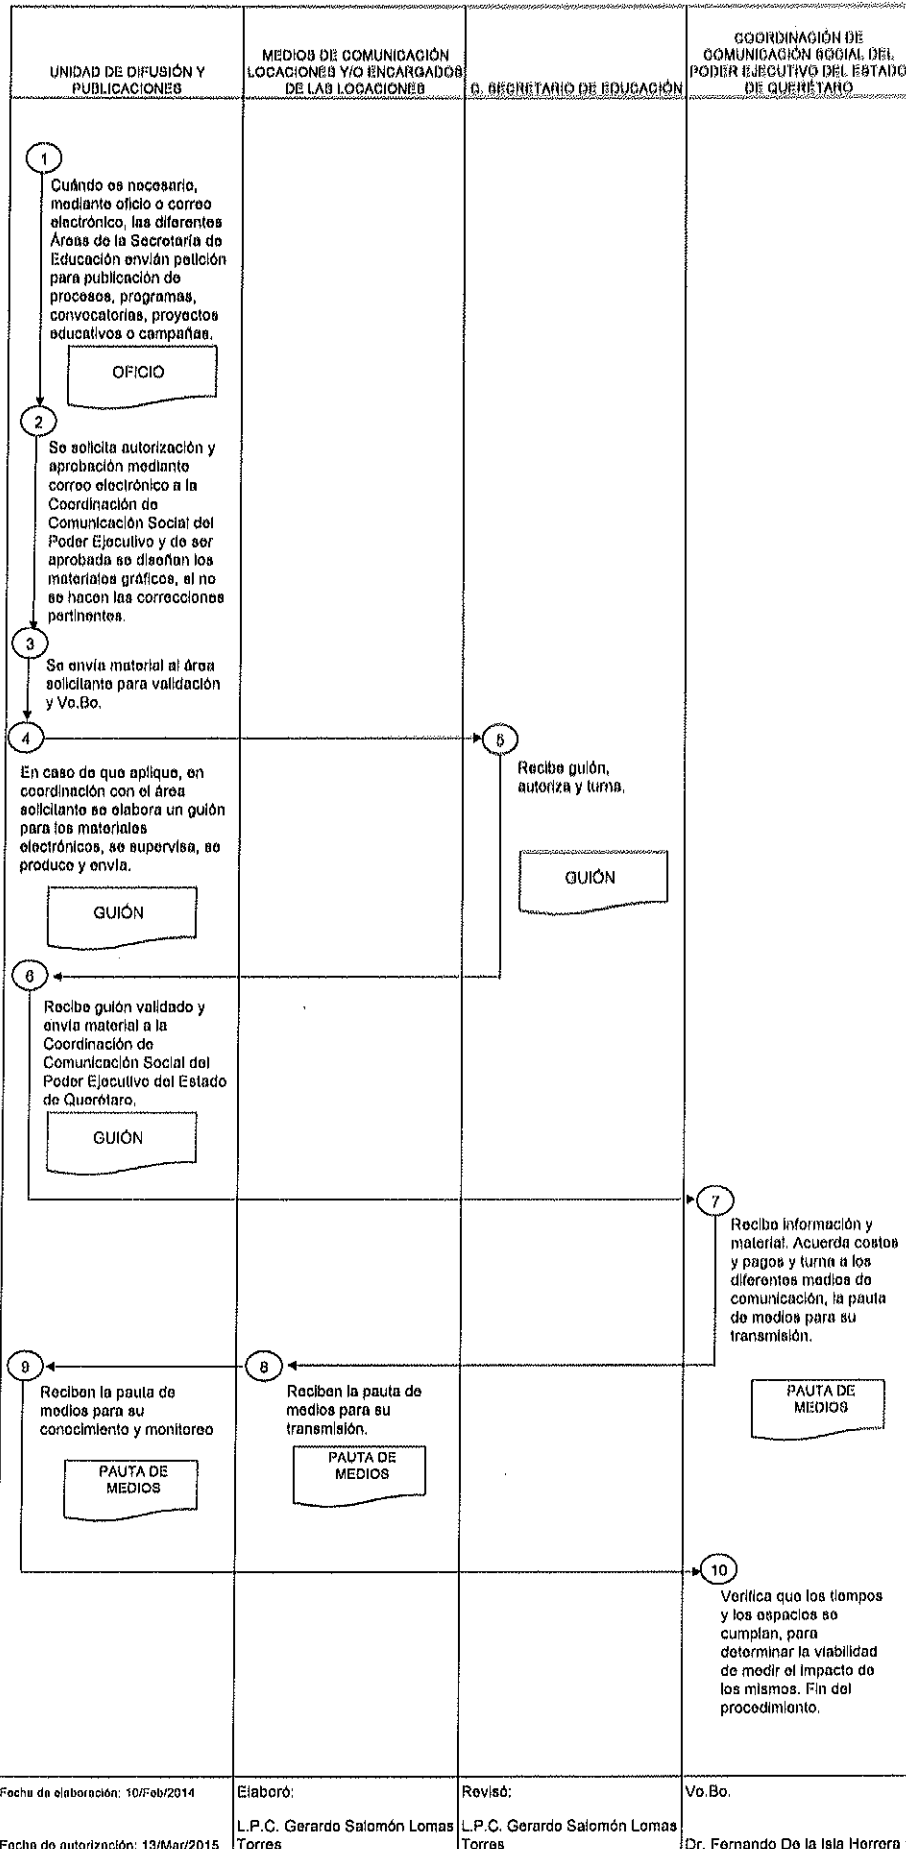 UNIDAD DE DIFUSIÓN Y
PUBLICACIONES
MEDIOS DE COMUNICACIÓN
LOCACIONES Y/O ENCARGADOS
DE LAS LOCACIONES
C. SECRETARIO DE EDUCACIÓN
COORDINACIÓN DE
COMUNICACIÓN SOCIAL DEL
PODER EJECUTIVO DEL ESTADO
DE QUERÉTARO
1
Cuándo es necesario,
mediante oficio o correo
electrónico, las diferentes
Áreas de la Secretaría de
Educación envían petición
para publicación de
procesos, programas,
convocatorias, proyectos
educativos o campañas.
OFICIO
2
Se solicita autorización y
aprobación mediante
correo electrónico a la
Coordinación de
Comunicación Social del
Poder Ejecutivo y de ser
aprobada se diseñan los
materiales gráficos, si no
se hacen las correcciones
pertinentes.
3
Se envía material al área
solicitante para validación
y Vo.Bo.
4
En caso de que aplique, en
coordinación con el área
solicitante se elabora un guión
para los materiales
electrónicos, se supervisa, se
produce y envía.
GUIÓN
5
Recibe guión,
autoriza y turna.
GUIÓN
6
Recibe guión validado y
envía material a la
Coordinación de
Comunicación Social del
Poder Ejecutivo del Estado
de Querétaro.
GUIÓN
7
Recibe información y
material. Acuerda costos
y pagos y turna a los
diferentes medios de
comunicación, la pauta
de medios para su
transmisión.
PAUTA DE
MEDIOS
8
Reciben la pauta de
medios para su
transmisión.
PAUTA DE
MEDIOS
9
Reciben la pauta de
medios para su
conocimiento y monitoreo
PAUTA DE
MEDIOS
10
Verifica que los tiempos
y los espacios se
cumplan, para
determinar la viabilidad
de medir el impacto de
los mismos. Fin del
procedimiento.
Fecha de elaboración: 10/Feb/2014
Fecha de autorización: 13/Mar/2015
Elaboró:
L.P.C. Gerardo Salomón Lomas
Torres
Revisó:
L.P.C. Gerardo Salomón Lomas
Torres
Vo.Bo.
Dr. Fernando De la Isla Herrera